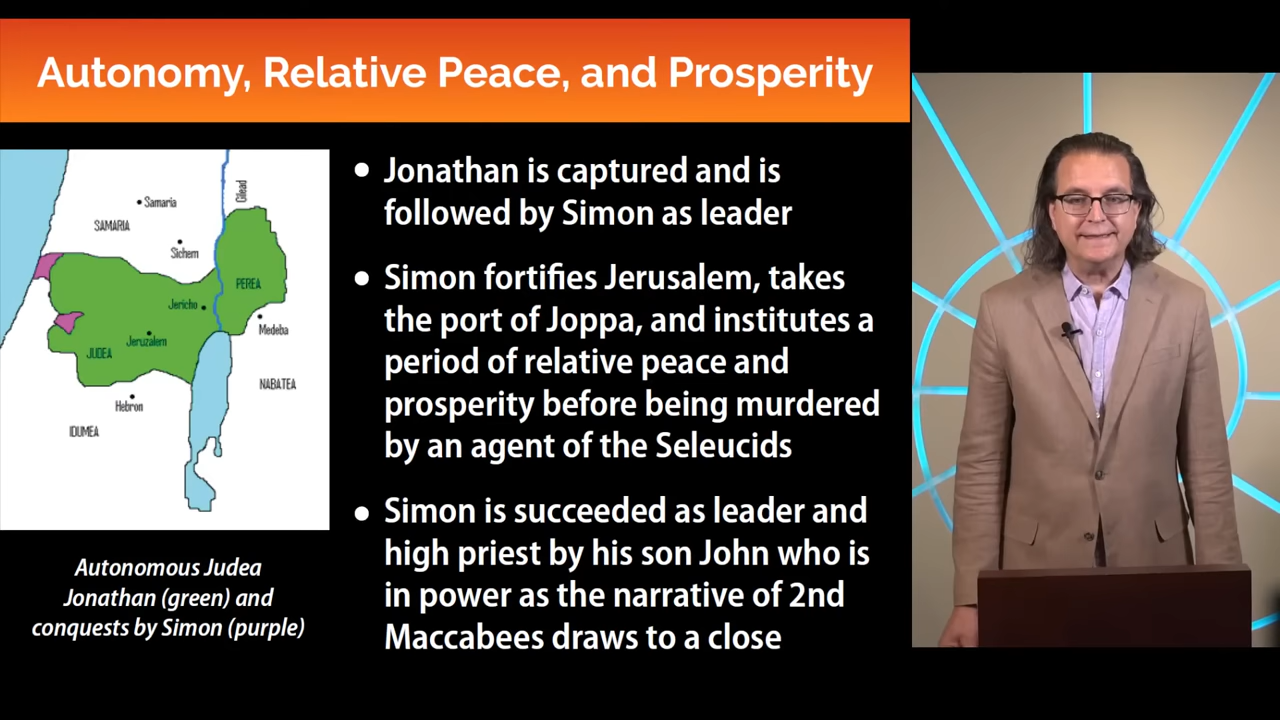 Autonomy, Relative Peace, and Prosperity
Gilead
Samaria
SAMARIA
Sichem
PEREA
Jericho
Medeba
Jeruzalem
JUDEA
NABATEA
Hebron
IDUMEA
Autonomous Judea
Jonathan (green) and
conquests by Simon (purple)
• Jonathan is captured and is
followed by Simon as leader
• Simon fortifies Jerusalem, takes
the port of Joppa, and institutes a
period of relative peace and
prosperity before being murdered
by an agent of the Seleucids
• Simon is succeeded as leader and
high priest by his son John who is
in power as the narrative of 2nd
Maccabees draws to a close